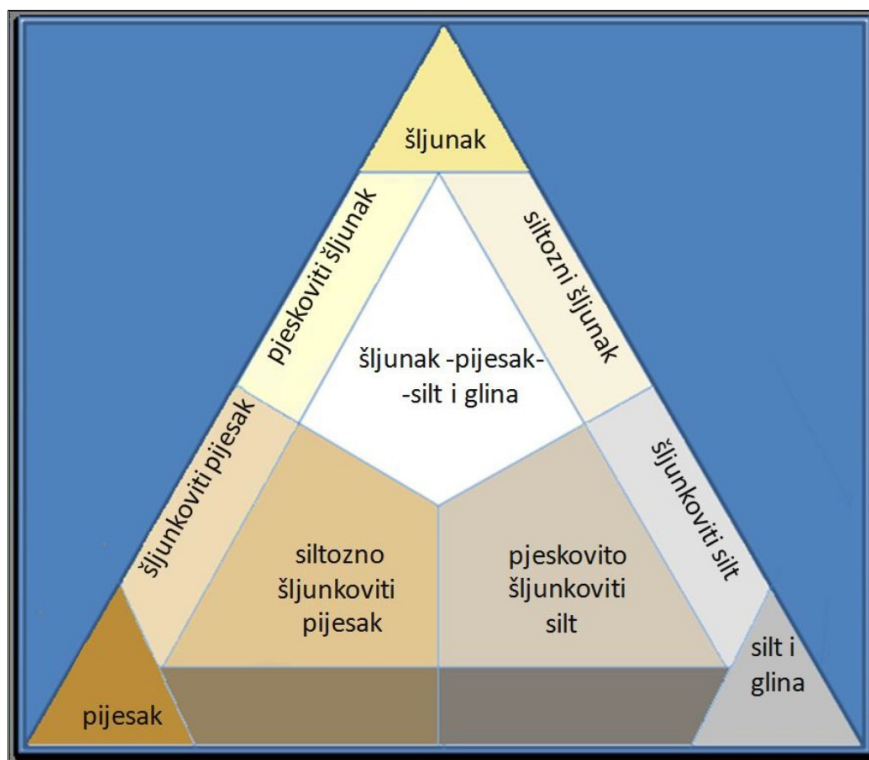 šljunak
pjeskoviti šljunak
siltozni šljunak
šljunak -pijesak-
-silt i glina
šljunkoviti pijesak
šljunkoviti silt
siltozno
šljunkoviti
pijesak
pjeskovito
šljunkoviti
silt
silt i
glina
pijesak